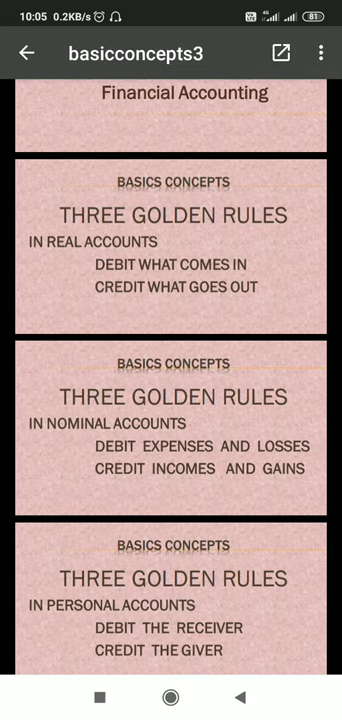 10:05 0.2KB/s 4G 81
basicconcepts3
Financial Accounting
BASICS CONCEPTS
THREE GOLDEN RULES
IN REAL ACCOUNTS
DEBIT WHAT COMES IN
CREDIT WHAT GOES OUT
BASICS CONCEPTS
THREE GOLDEN RULES
IN NOMINAL ACCOUNTS
DEBIT EXPENSES AND LOSSES
CREDIT INCOMES AND GAINS
BASICS CONCEPTS
THREE GOLDEN RULES
IN PERSONAL ACCOUNTS
DEBIT THE RECEIVER
CREDIT THE GIVER